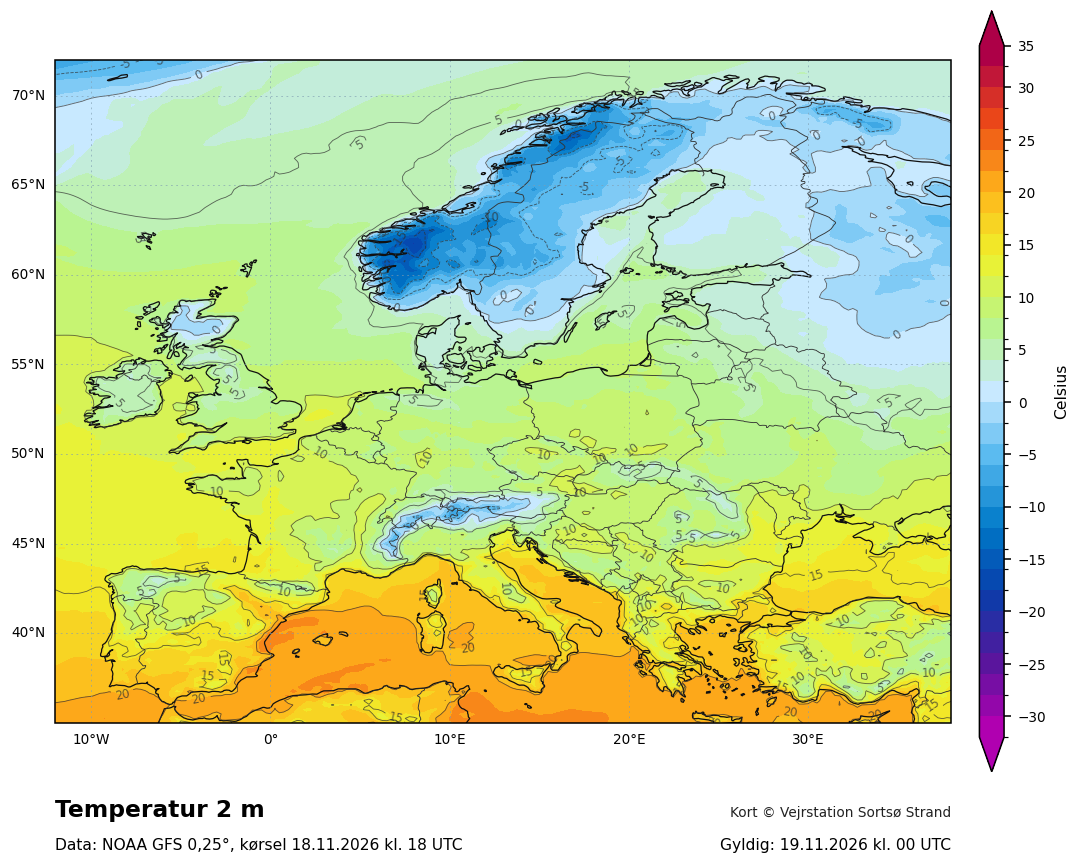 70°N
65°N
60°N
55°N
50°N
45°N
40°N
10°W
0°
10°E
20°E
30°E
35
30
25
20
15
10
5
0
−5
−10
−15
−20
−25
−30
Celsius
Temperatur 2 m
Kort © Vejrstation Sortsø Strand
Data: NOAA GFS 0,25°, kørsel 18.11.2026 kl. 18 UTC
Gyldig: 19.11.2026 kl. 00 UTC